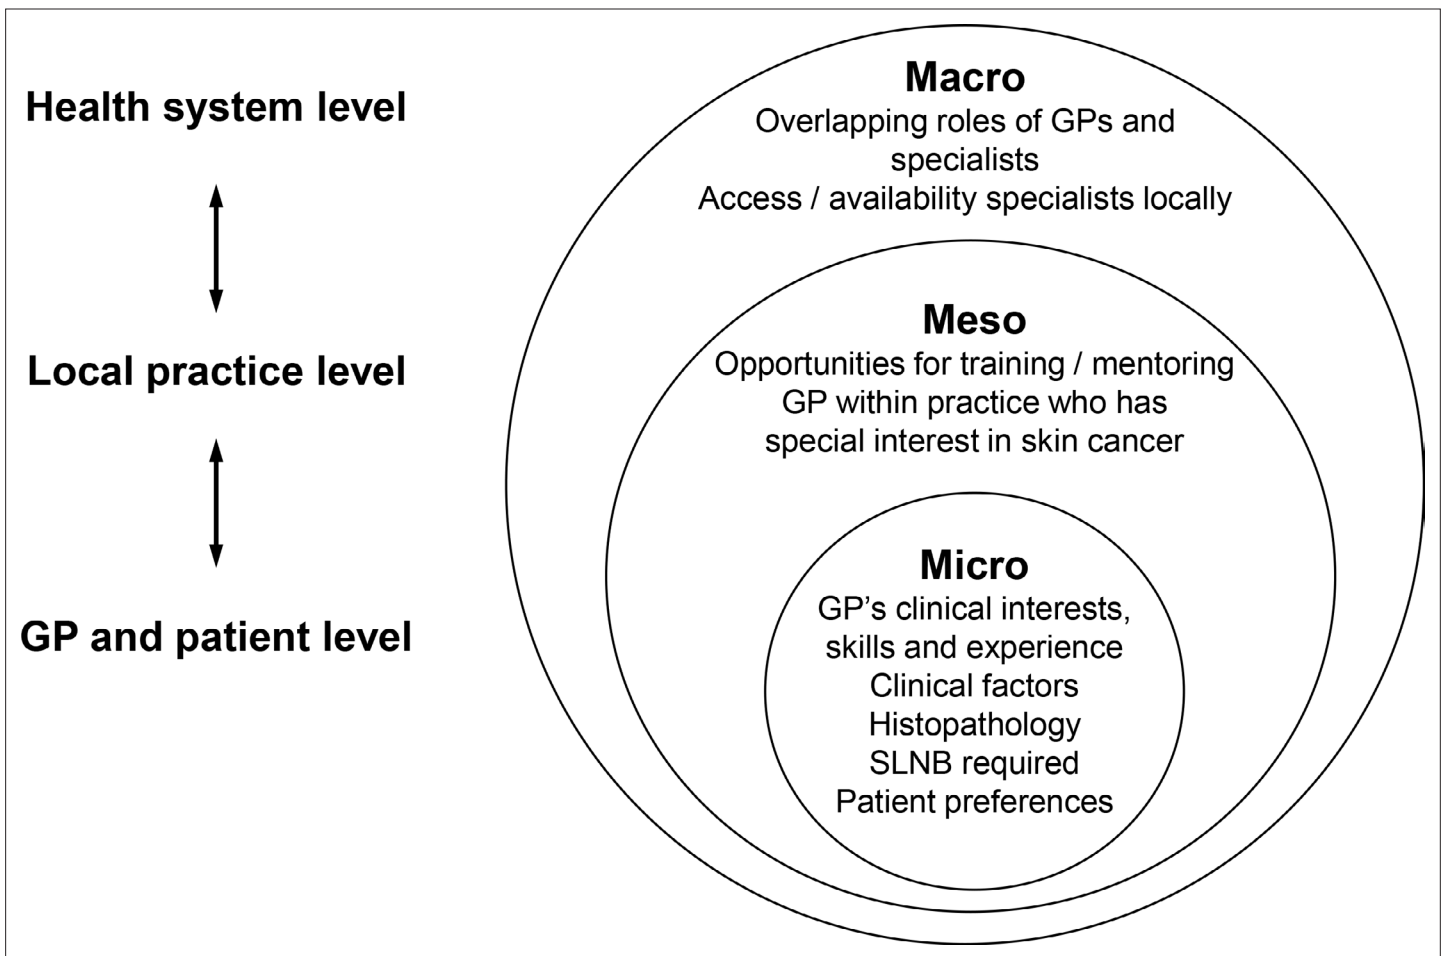 Health system level
Local practice level
GP and patient level
Macro
Overlapping roles of GPs and
specialists
Access / availability specialists locally
Meso
Opportunities for training / mentoring
GP within practice who has
special interest in skin cancer
Micro
GP’s clinical interests,
skills and experience
Clinical factors
Histopathology
SLNB required
Patient preferences